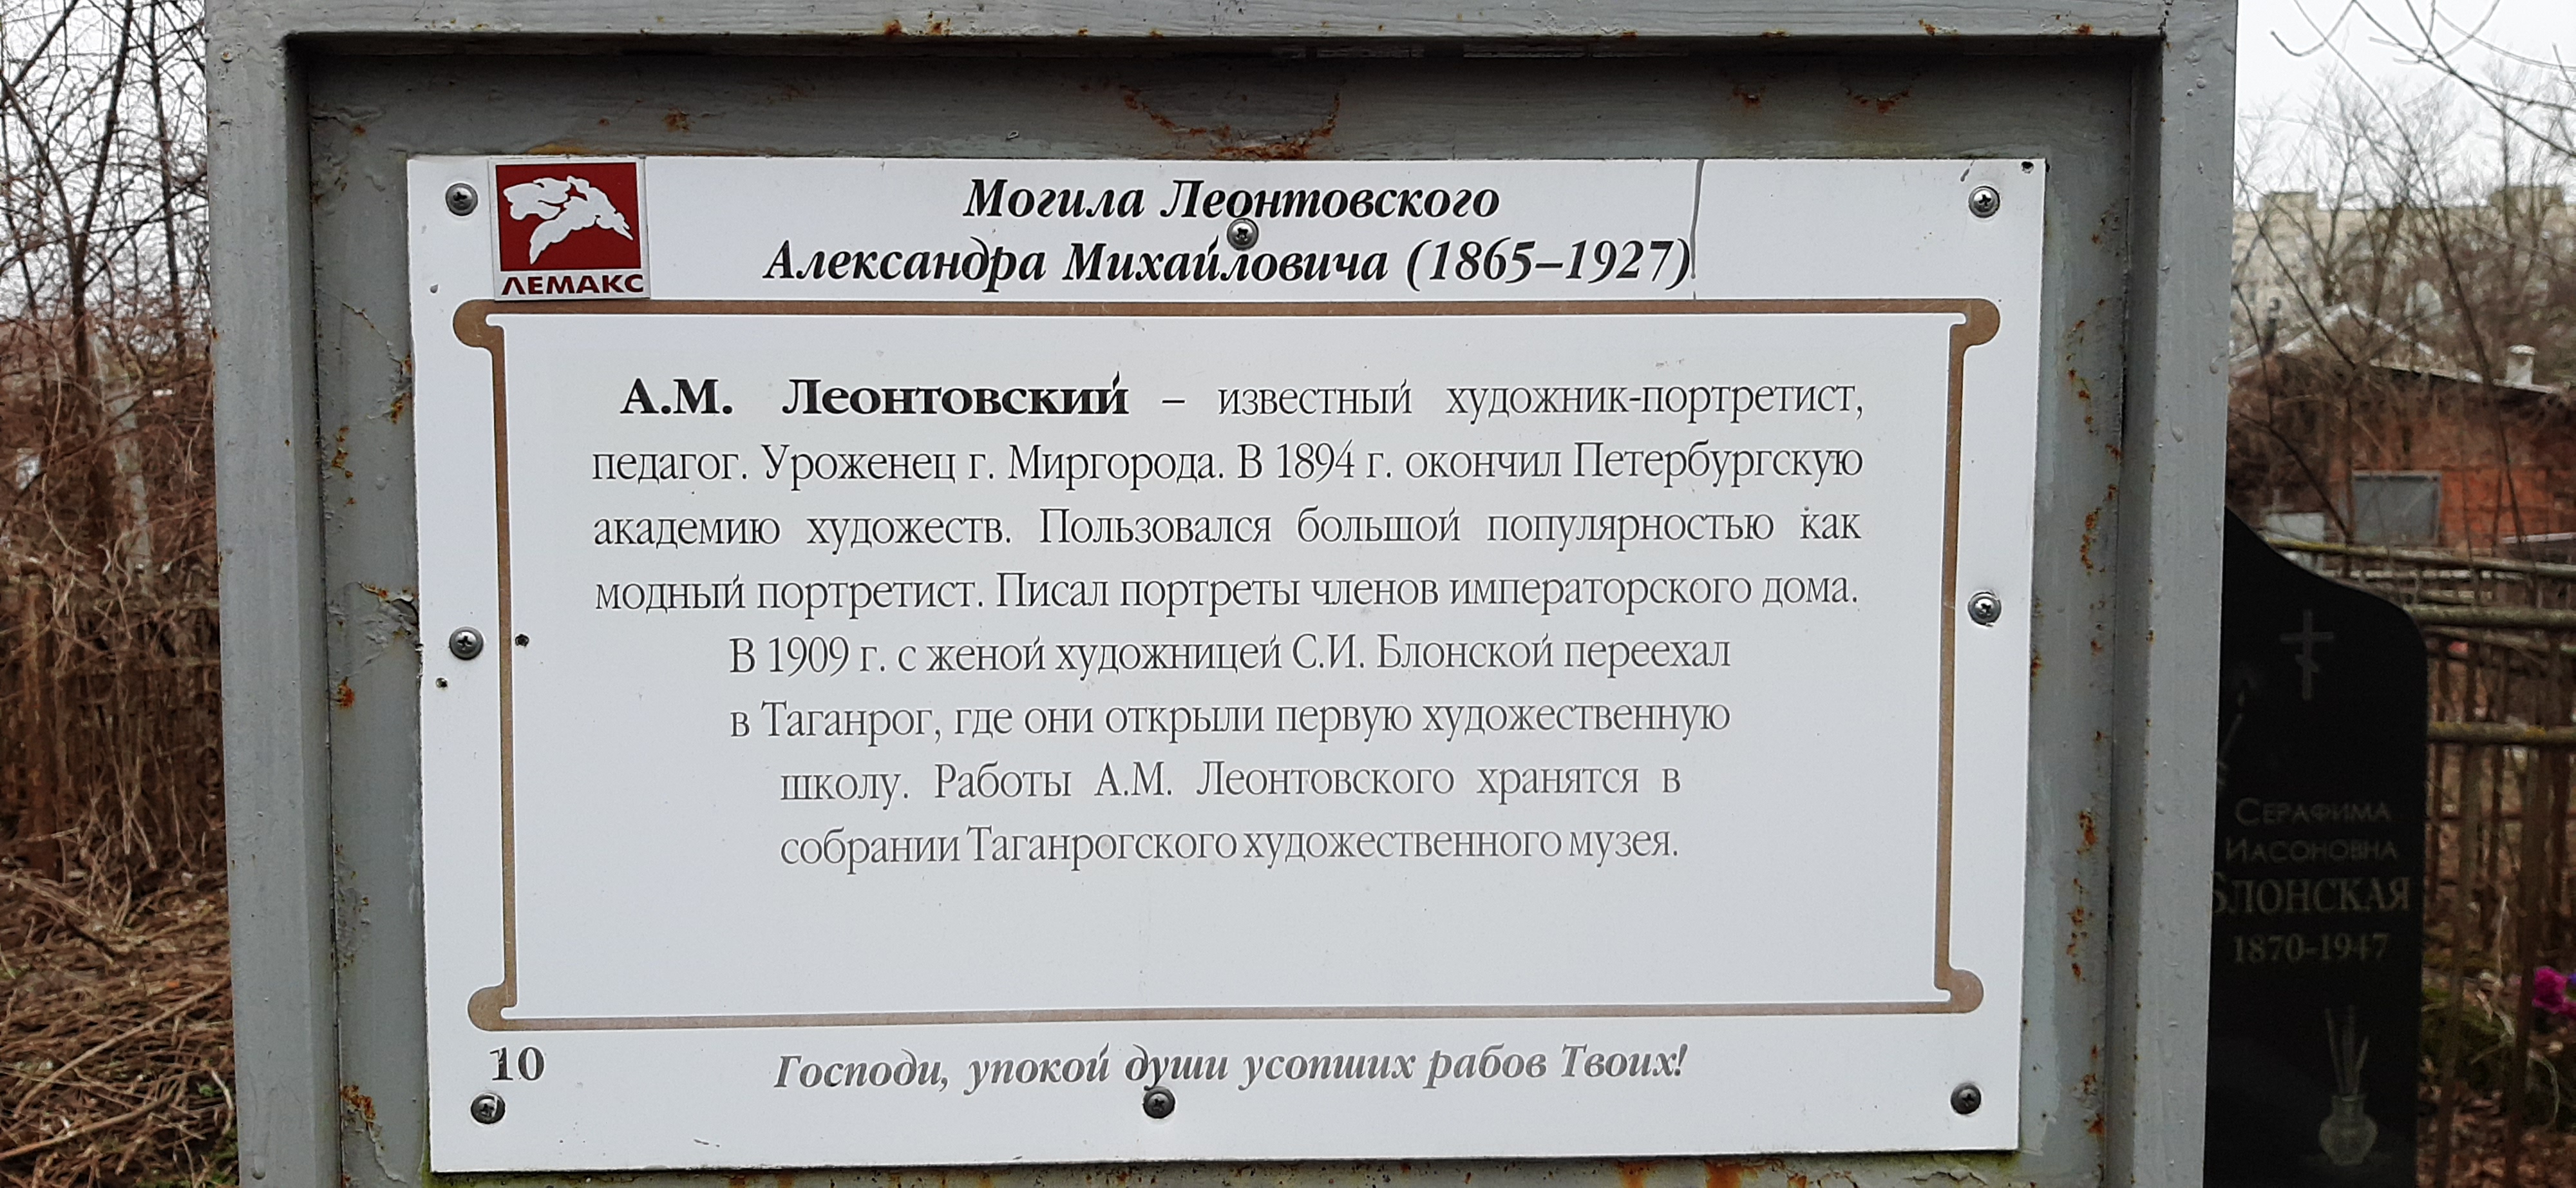 ЛЕМАКС
Могила Леонтовского
Александра Михайловича (1865–1927)
А.М. Леонтовский – известный художник-портретист,
педагог. Уроженец г. Миргорода. В 1894 г. окончил Петербургскую
академию художеств. Пользовался большой популярностью как
модный портретист. Писал портреты членов императорского дома.
В 1909 г. с женой художницей С.И. Блонской переехал
в Таганрог, где они открыли первую художественную
школу. Работы А.М. Леонтовского хранятся в
собрании Таганрогского художественного музея.
10
Господи, упокой души усопших рабов Твоих!
СЕРАФИМА
ИАСОНОВНА
БЛОНСКАЯ
1870-1947